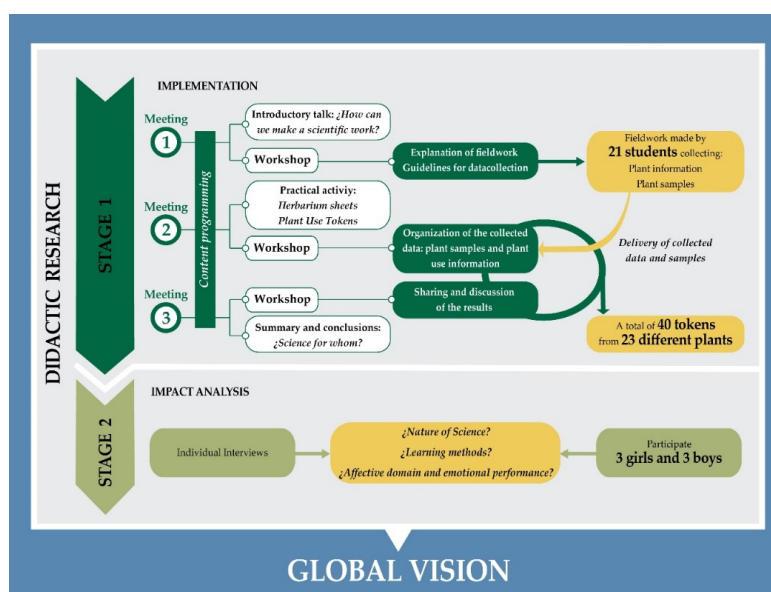 DIDACTIC RESEARCH
STAGE 1
IMPLEMENTATION
Content programming
Meeting
1
Introductory talk: ¿How can
we make a scientific work?
Workshop
Explanation of fieldwork
Guidelines for datacollection
Fieldwork made by
21 students collecting:
Plant information
Plant samples
Meeting
2
Practical activiy:
Herbarium sheets
Plant Use Tokens
Workshop
Organization of the collected
data: plant samples and plant
use information
Delivery of collected
data and samples
Meeting
3
Workshop
Sharing and discussion
of the results
Summary and conclusions:
¿Science for whom?
A total of 40 tokens
from 23 different plants
STAGE 2
IMPACT ANALYSIS
Individual Interviews
¿Nature of Science?
¿Learning methods?
¿Affective domain and emotional performance?
Participate
3 girls and 3 boys
GLOBAL VISION